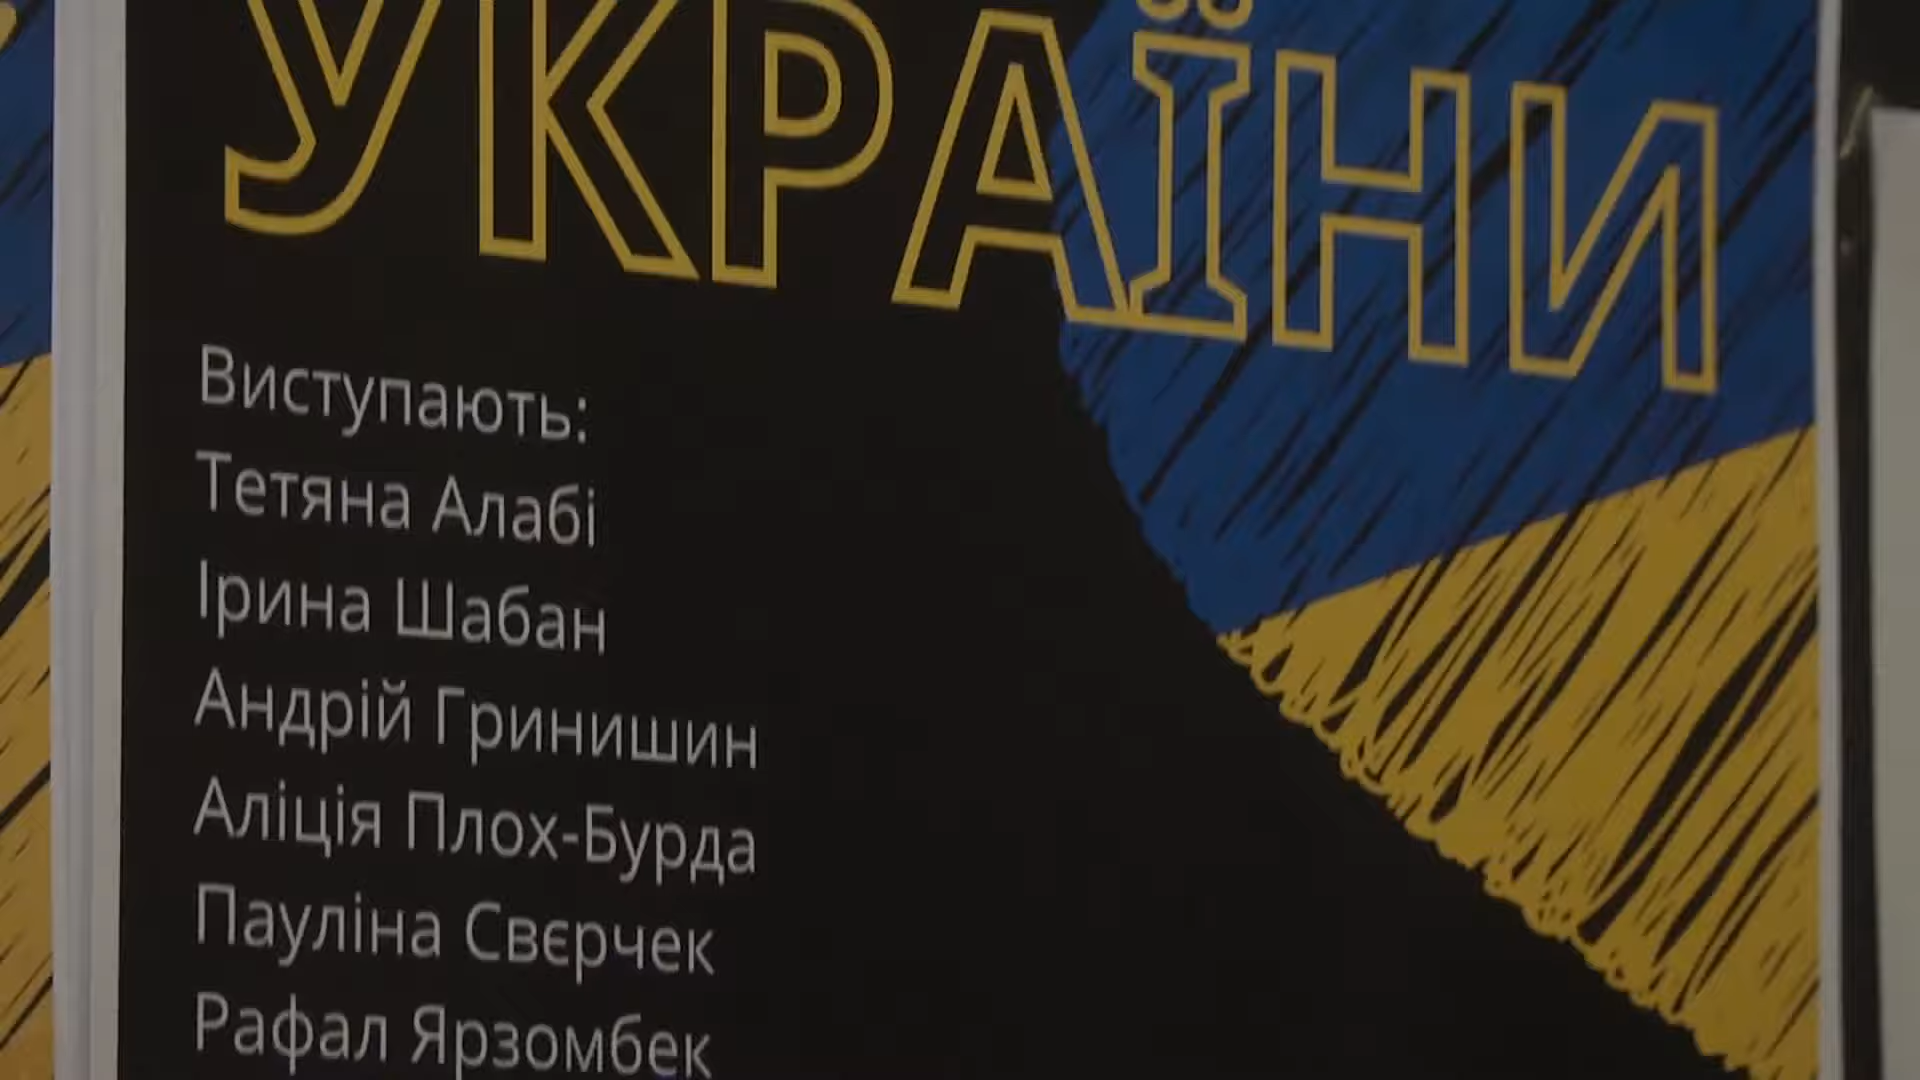 УКРАЇНИ
Виступають:
Тетяна Алабі
Ірина Шабан
Андрій Гринишин
Аліція Плох-Бурда
Пауліна Свєрчек
Рафал Ярзомбек